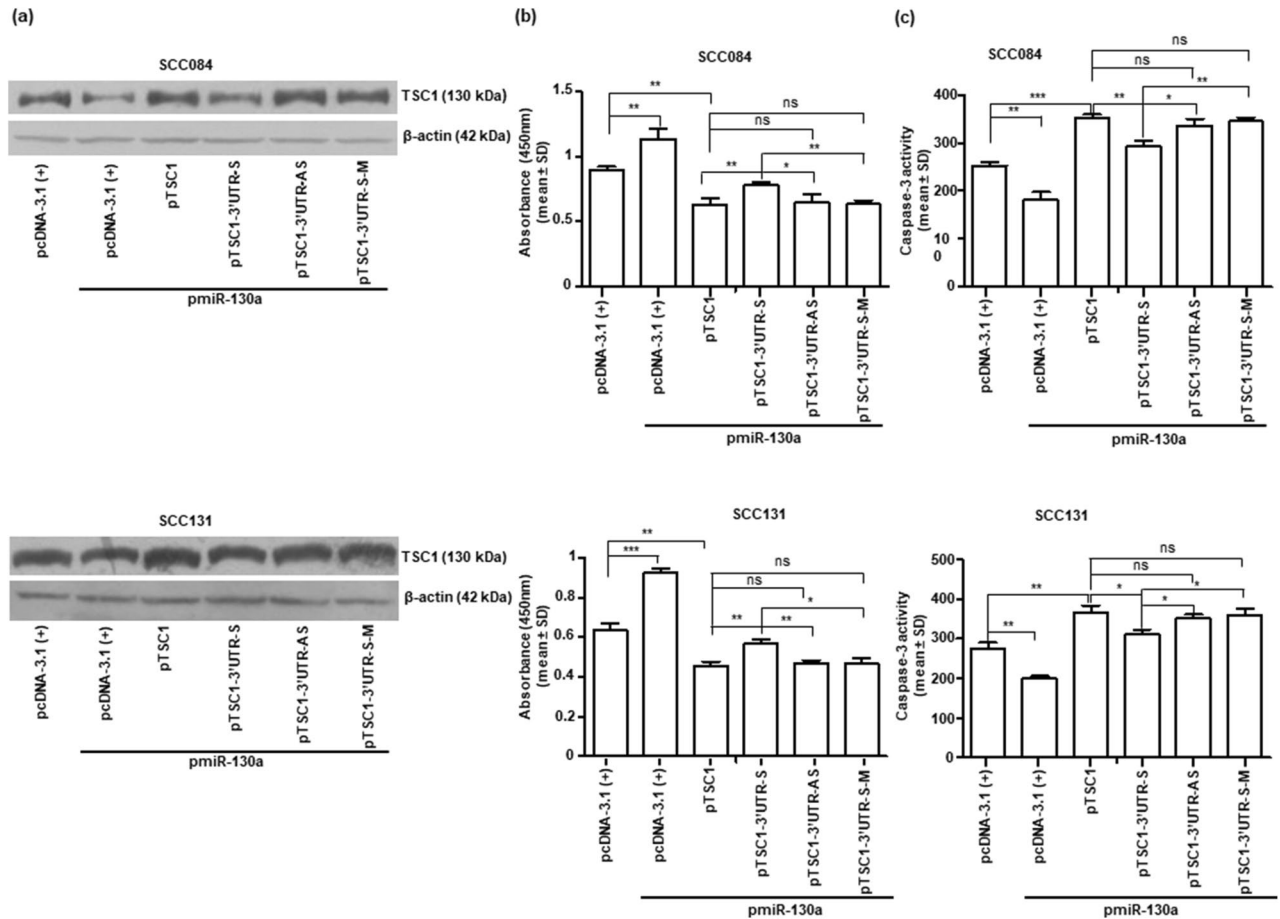 (a)
SCC084
TSC1 (130 kDa)
β-actin (42 kDa)
pcDNA-3.1 (+)
pcDNA-3.1 (+)
pTSC1
pTSC1-3'UTR-S
pTSC1-3'UTR-AS
pTSC1-3'UTR-S-M
pmiR-130a
SCC131
TSC1 (130 kDa)
β-actin (42 kDa)
pcDNA-3.1 (+)
pcDNA-3.1 (+)
pTSC1
pTSC1-3'UTR-S
pTSC1-3'UTR-AS
pTSC1-3'UTR-S-M
pmiR-130a
(b)
SCC084
Absorbance (450nm)
(mean± SD)
1.5
1
0.5
0
**
**
ns
ns
**
**
*
pcDNA-3.1 (+)
pcDNA-3.1 (+)
pTSC1
pTSC1-3'UTR-S
pTSC1-3'UTR-AS
pTSC1-3'UTR-S-M
pmiR-130a
SCC131
Absorbance (450nm)
(mean± SD)
1
0.8
0.6
0.4
0.2
0
**
***
ns
ns
*
**
**
pcDNA-3.1 (+)
pcDNA-3.1 (+)
pTSC1
pTSC1-3'UTR-S
pTSC1-3'UTR-AS
pTSC1-3'UTR-S-M
pmiR-130a
(c)
SCC084
Caspase-3 activity
(mean± SD)
400
300
200
10
0
0
ns
ns
**
***
**
*
**
pcDNA-3.1 (+)
pcDNA-3.1 (+)
pTSC1
pTSC1-3'UTR-S
pTSC1-3'UTR-AS
pTSC1-3'UTR-S-M
pmiR-130a
SCC131
Caspase-3 activity
(mean± SD)
500
400
300
200
100
0
ns
ns
**
*
*
*
**
pcDNA-3.1 (+)
pcDNA-3.1 (+)
pTSC1
pTSC1-3'UTR-S
pTSC1-3'UTR-AS
pTSC1-3'UTR-S-M
pmiR-130a